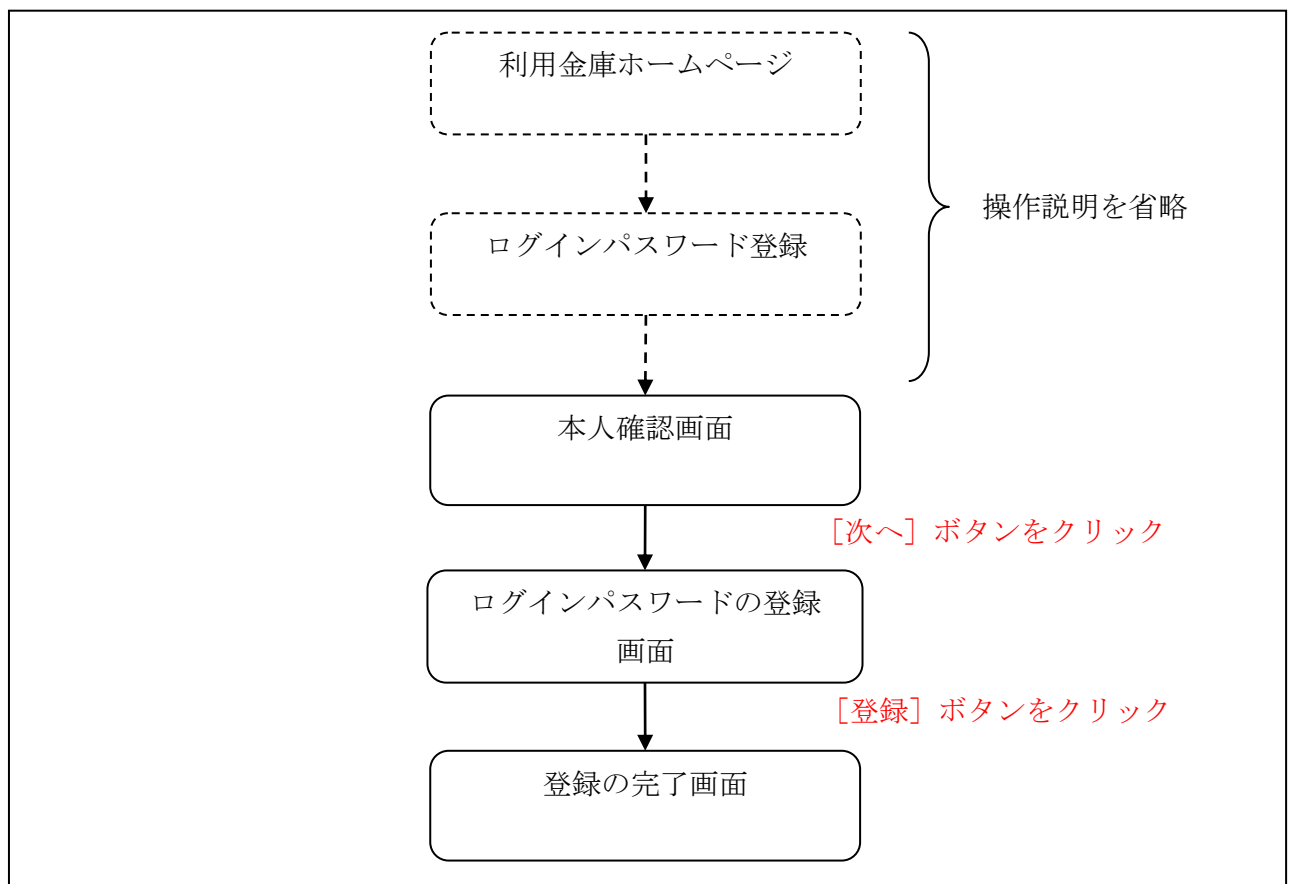 利用金庫ホームページ
ログインパスワード登録
操作説明を省略
本人確認画面
［次へ］ボタンをクリック
ログインパスワードの登録
画面
［登録］ボタンをクリック
登録の完了画面